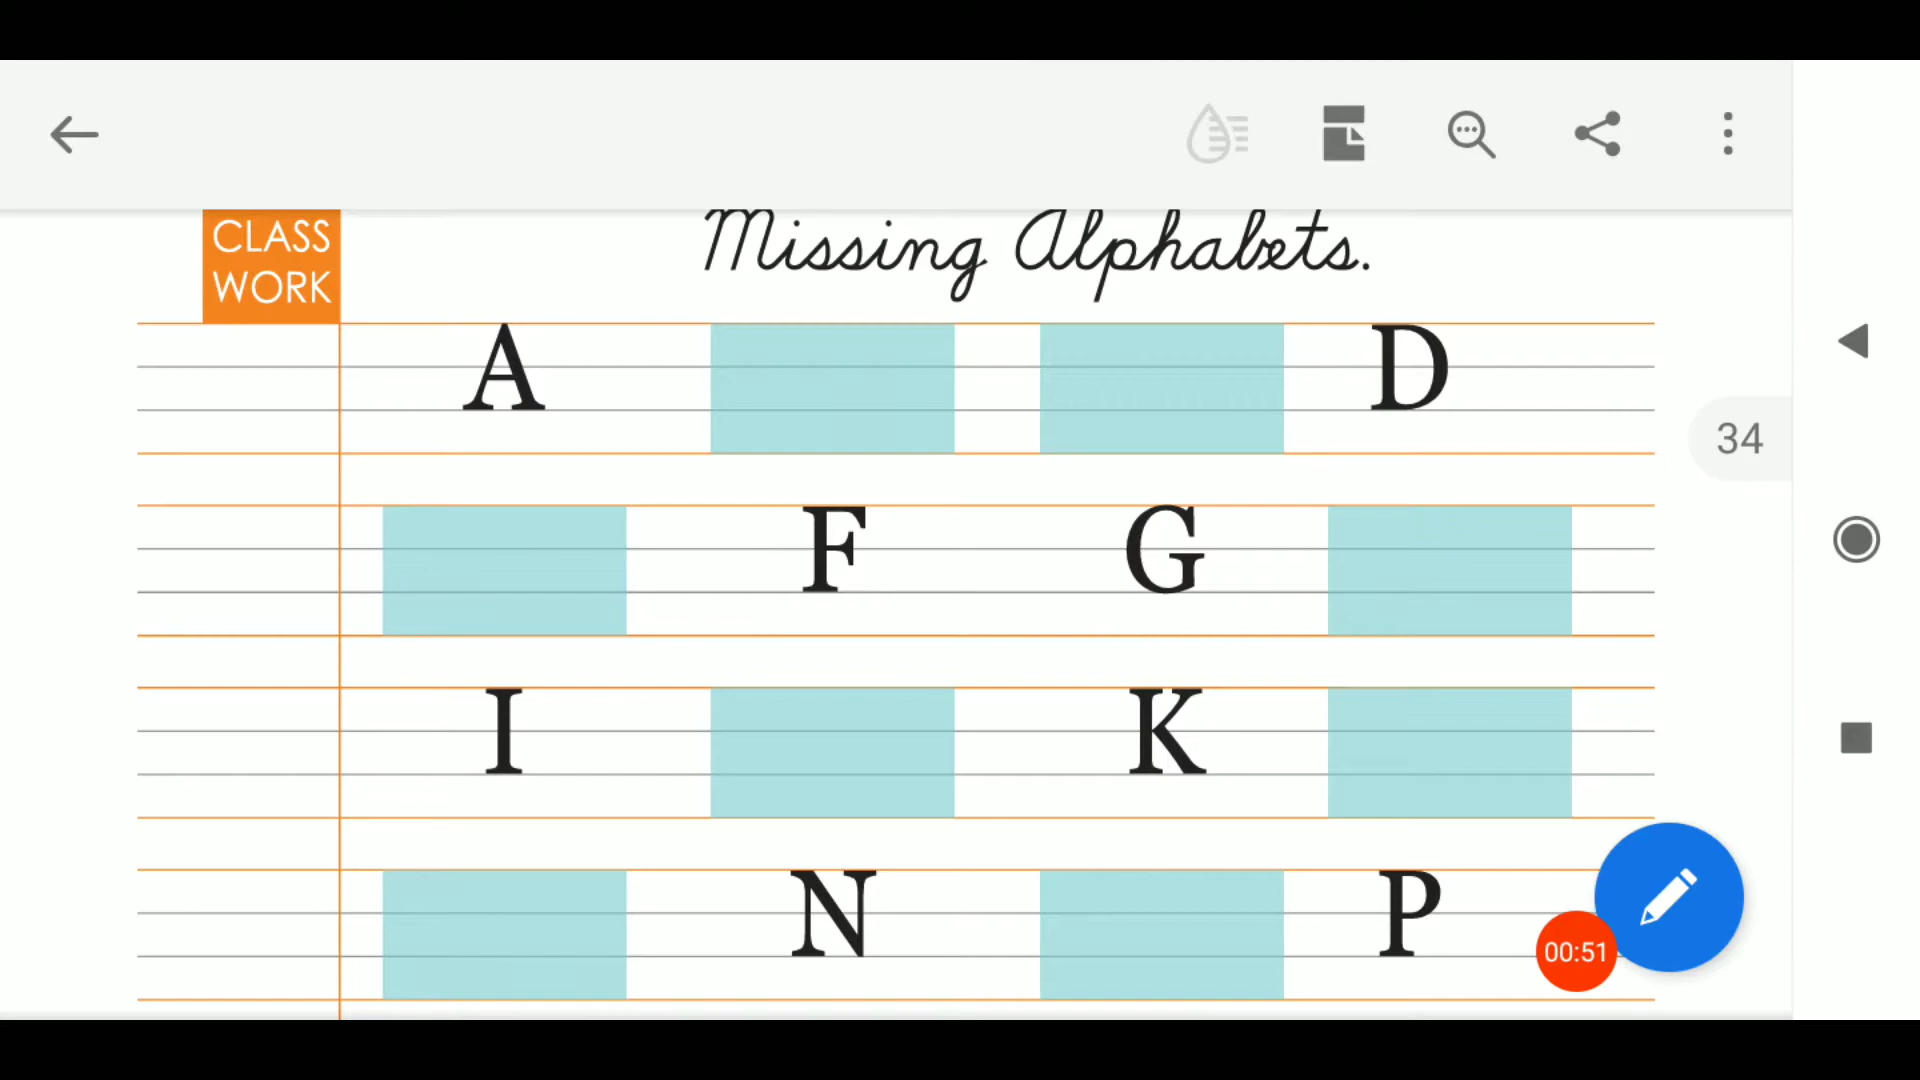 CLASS
WORK
Missing Alphabets.
A D
34
F G
I K
N P
00:51